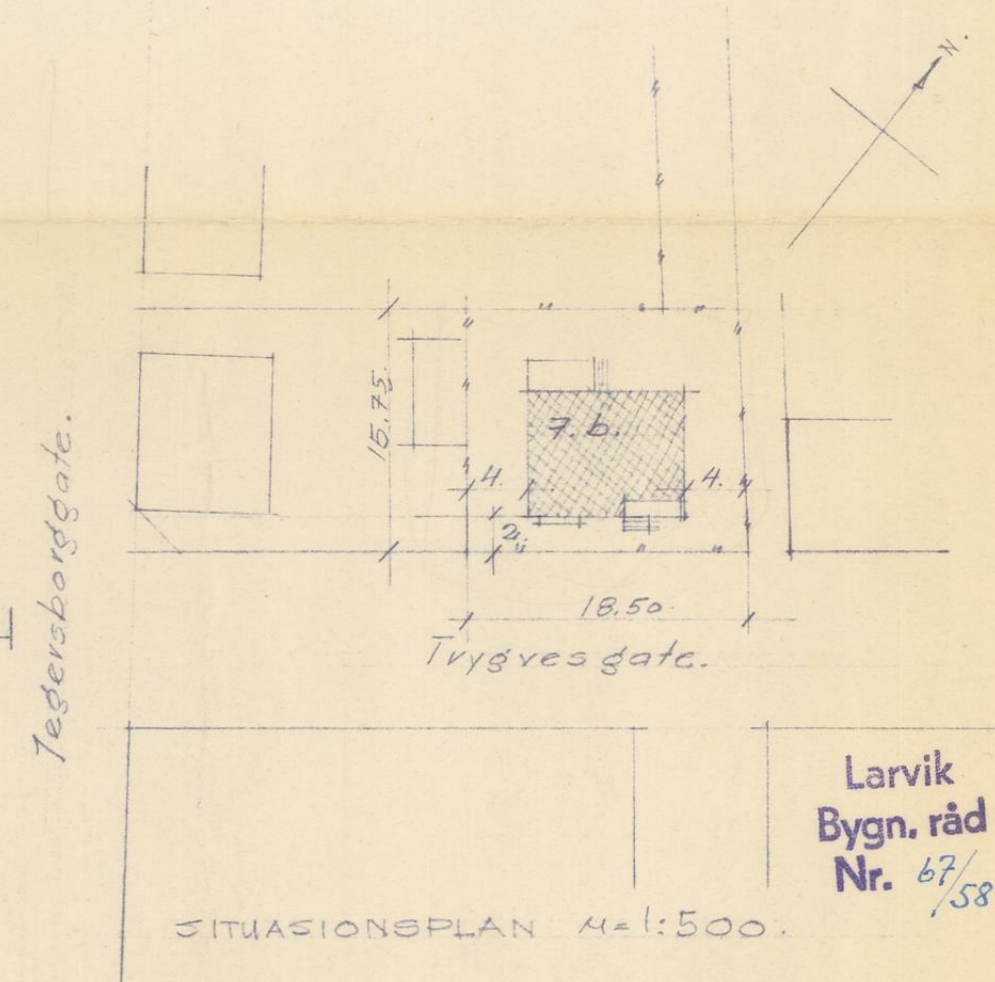 N.
15.75.
7. b.
4.
4.
2.
18.50.
Trygves gate.
Jegersborggate.
Larvik
Bygn. råd
Nr. 67/58
SITUASIONSPLAN M=1:500.